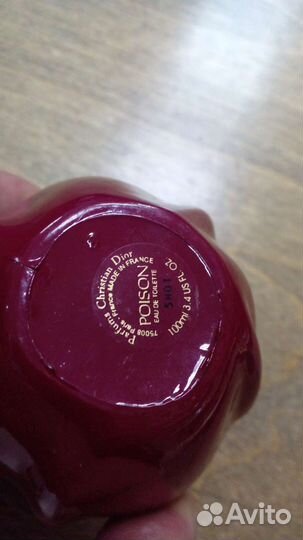 Parfums Christian Dior
75008 Paris - France MADE IN FRANCE
POISON
EAU DE TOILETTE
100ml 3.4 US FL. OZ
Avito